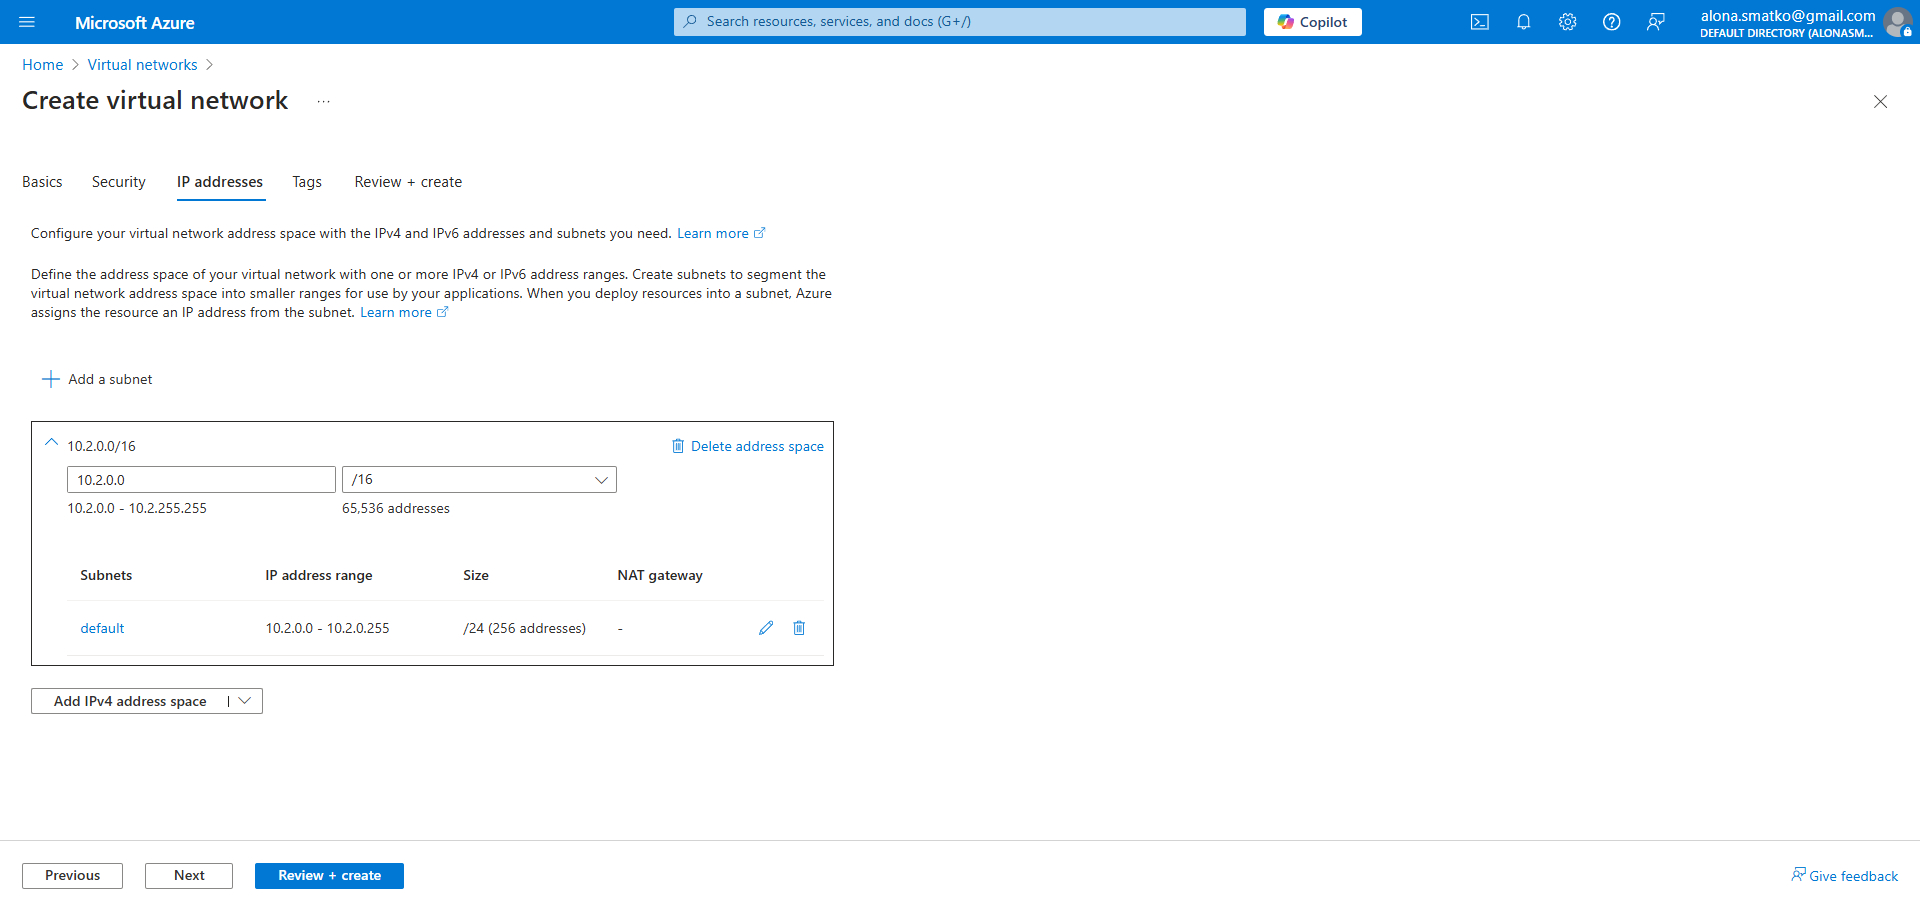 Microsoft Azure
Search resources, services, and docs (G+/)
Copilot
alona.smatko@gmail.com
DEFAULT DIRECTORY (ALONASM...
Home > Virtual networks >
Create virtual network ...
Basics
Security
IP addresses
Tags
Review + create
Configure your virtual network address space with the IPv4 and IPv6 addresses and subnets you need. Learn more
Define the address space of your virtual network with one or more IPv4 or IPv6 address ranges. Create subnets to segment the
virtual network address space into smaller ranges for use by your applications. When you deploy resources into a subnet, Azure
assigns the resource an IP address from the subnet. Learn more
Add a subnet
10.2.0.0/16
Delete address space
10.2.0.0
/16
10.2.0.0 - 10.2.255.255
65,536 addresses
Subnets
IP address range
Size
NAT gateway
default
10.2.0.0 - 10.2.0.255
/24 (256 addresses)
-
Add IPv4 address space |
Previous
Next
Review + create
Give feedback